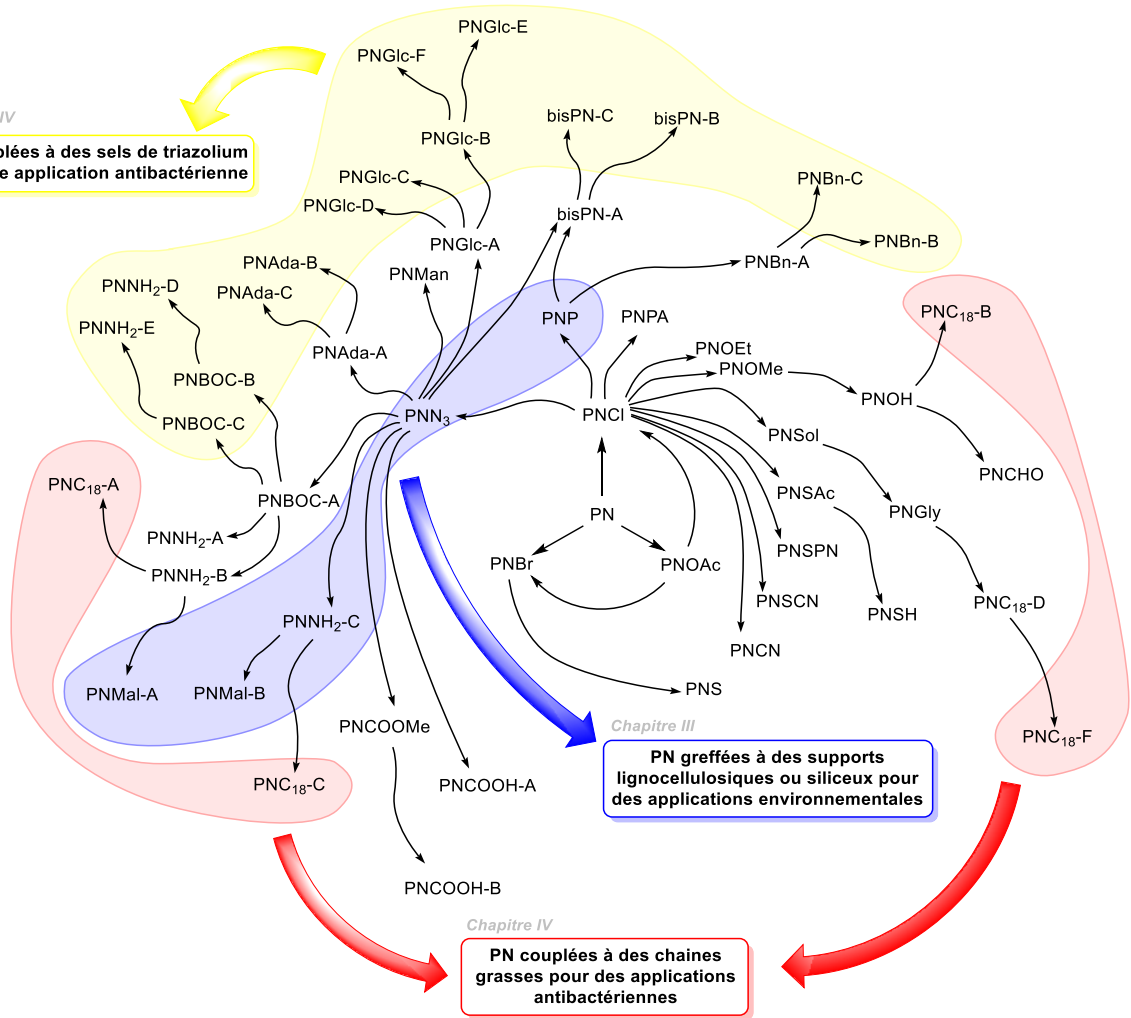 PNGlc-E
PNGlc-F
IV
bisPN-C
bisPN-B
PNGlc-B
plées à des sels de triazolium
e application antibactérienne
PNGlc-C
PNBn-C
PNGlc-D
bisPN-A
PNGlc-A
PNBn-B
PNAda-B
PNMan
PNBn-A
PNNH₂-D
PNAda-C
PNC₁₈-B
PNP
PNPA
PNNH₂-E
PNAda-A
PNOEt
PNOMe
PNBOC-B
PNOH
PNBOC-C
PNN₃
PNCl
PNSol
PNCHO
PNC₁₈-A
PNBOC-A
PNSAc
PNGly
PN
PNNH₂-A
PNSPN
PNNH₂-B
PNBr
PNOAc
PNSCN
PNC₁₈-D
PNSH
PNNH₂-C
PNCN
PNMal-A
PNMal-B
PNS
PNCOOMe
Chapitre III
PNC₁₈-F
PN greffées à des supports
lignocellulosiques ou siliceux pour
des applications environnementales
PNC₁₈-C
PNCOOH-A
PNCOOH-B
Chapitre IV
PN couplées à des chaines
grasses pour des applications
antibactériennes